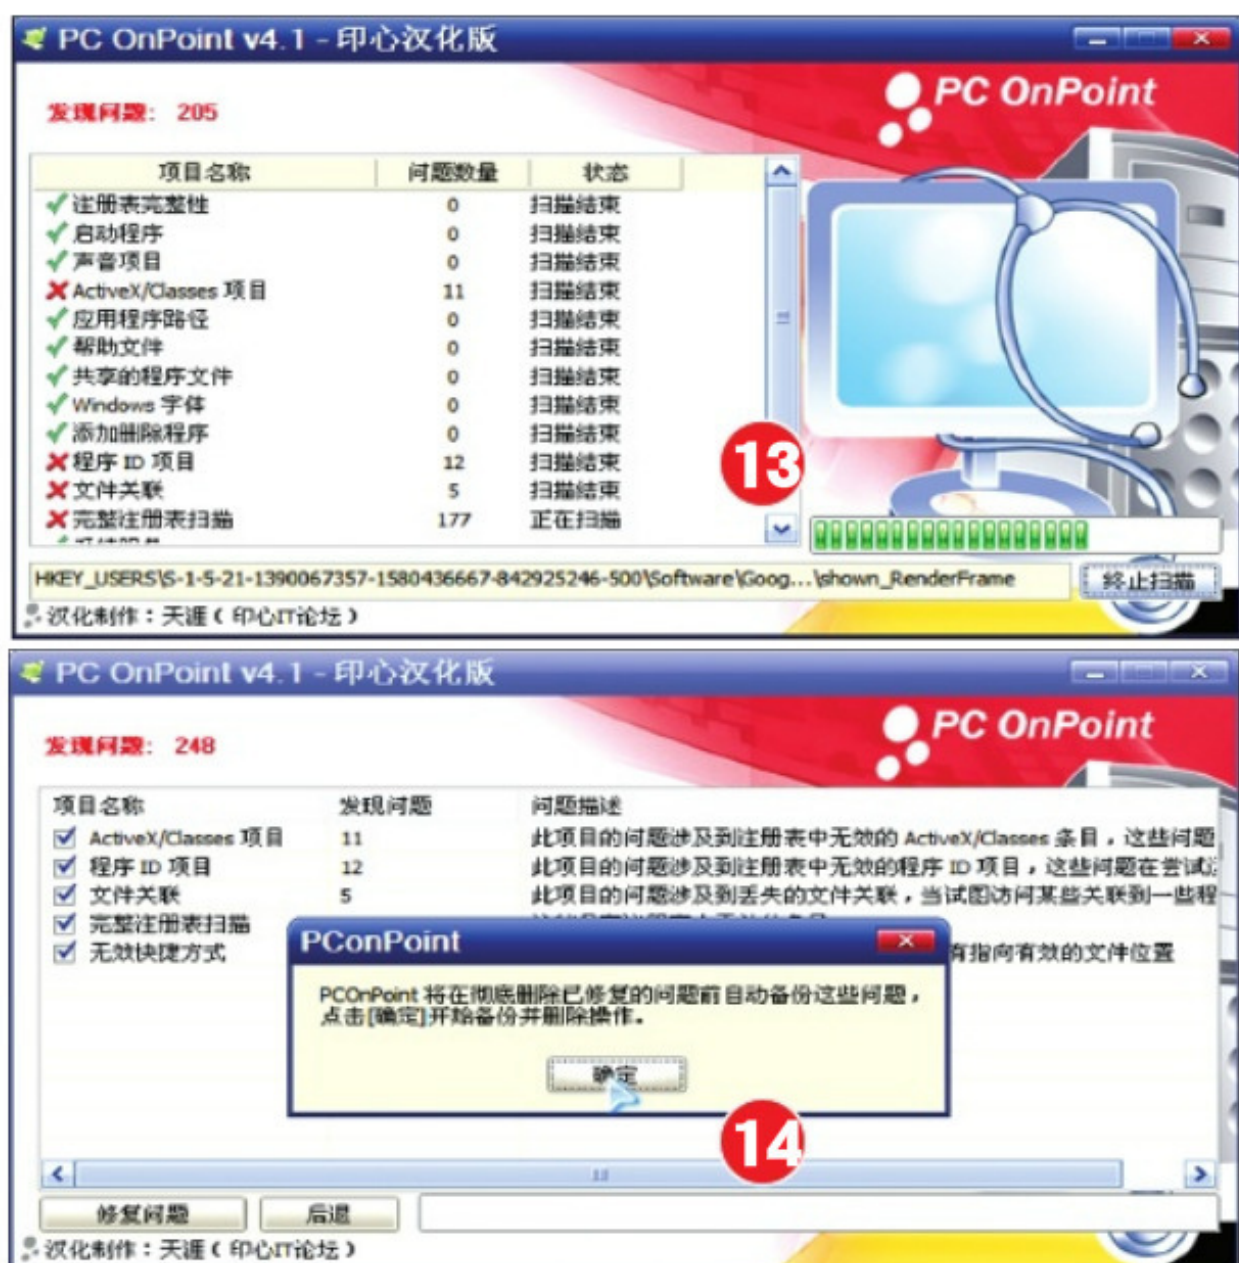 PC OnPoint v4.1 - 印心汉化版
PC OnPoint
发现问题: 205
项目名称 问题数量 状态
注册表完整性 0 扫描结束
启动程序 0 扫描结束
声音项目 0 扫描结束
ActiveX/Classes 项目 11 扫描结束
应用程序路径 0 扫描结束
帮助文件 0 扫描结束
共享的程序文件 0 扫描结束
Windows 字体 0 扫描结束
添加删除程序 0 扫描结束
程序 ID 项目 12 扫描结束
文件关联 5 扫描结束
完整注册表扫描 177 正在扫描
13
HKEY_USERS\S-1-5-21-1390067357-1580436667-842925246-500\Software\Goog...\shown_RenderFrame 终止扫描
汉化制作：天涯（印心IT论坛）
PC OnPoint v4.1 - 印心汉化版
PC OnPoint
发现问题: 248
项目名称 发现问题 问题描述
ActiveX/Classes 项目 11 此项目的问题涉及到注册表中无效的 ActiveX/Classes 条目，这些问题
程序 ID 项目 12 此项目的问题涉及到注册表中无效的程序 ID 项目，这些问题在尝试
文件关联 5 此项目的问题涉及到丢失的文件关联，当试图访问某些关联到一些程
完整注册表扫描
无效快捷方式 有指向有效的文件位置
PConPoint
PCOnPoint 将在彻底删除已修复的问题前自动备份这些问题，
点击[确定]开始备份并删除操作。
确定
14
修复问题 后退
汉化制作：天涯（印心IT论坛）